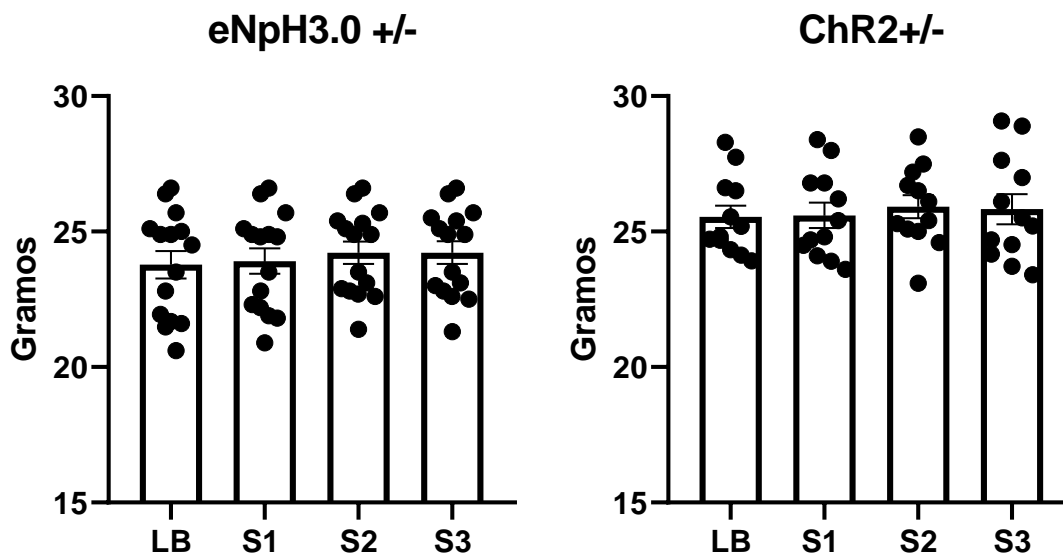 eNpH3.0 +/-
Gramos
30
25
20
15
LB S1 S2 S3
ChR2+/-
Gramos
30
25
20
15
LB S1 S2 S3